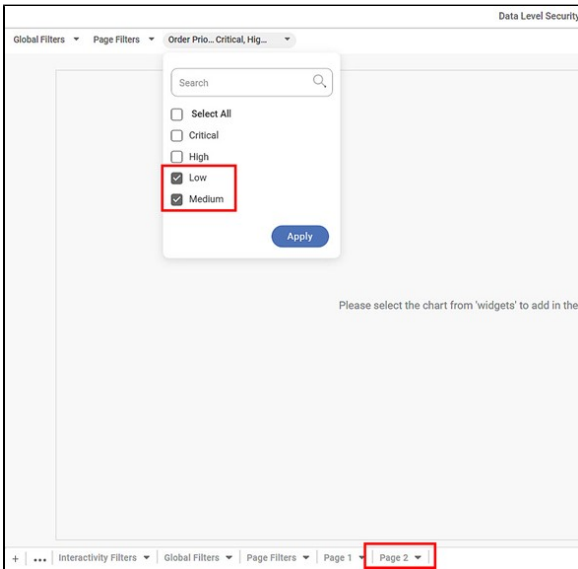 Data Level Security
Global Filters Page Filters Order Prio... Critical, Hig...
Search
Select All
Critical
High
Low
Medium
Apply
Please select the chart from 'widgets' to add in the
+ ... Interactivity Filters Global Filters Page Filters Page 1 Page 2